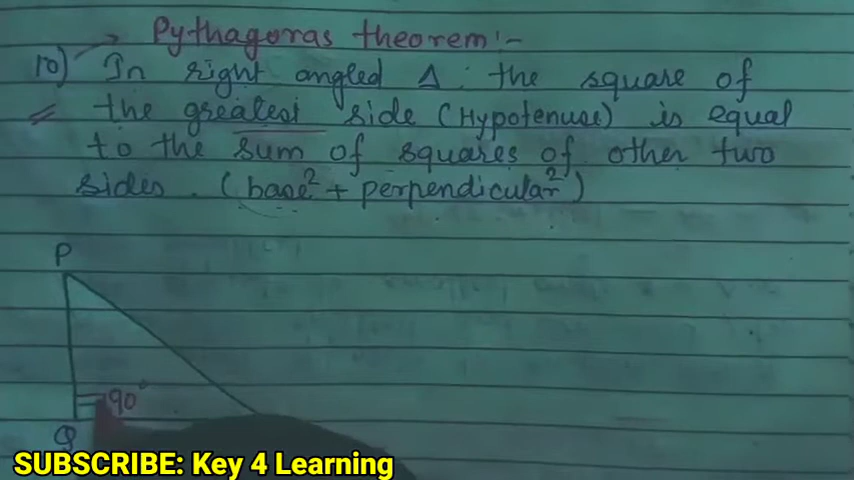 Pythagoras theorem :-
10) In right angled Δ. the square of
the greatest side (Hypotenuse) is equal
to the sum of squares of other two
sides. (base² + perpendicular²)
P
90°
Q
SUBSCRIBE: Key 4 Learning